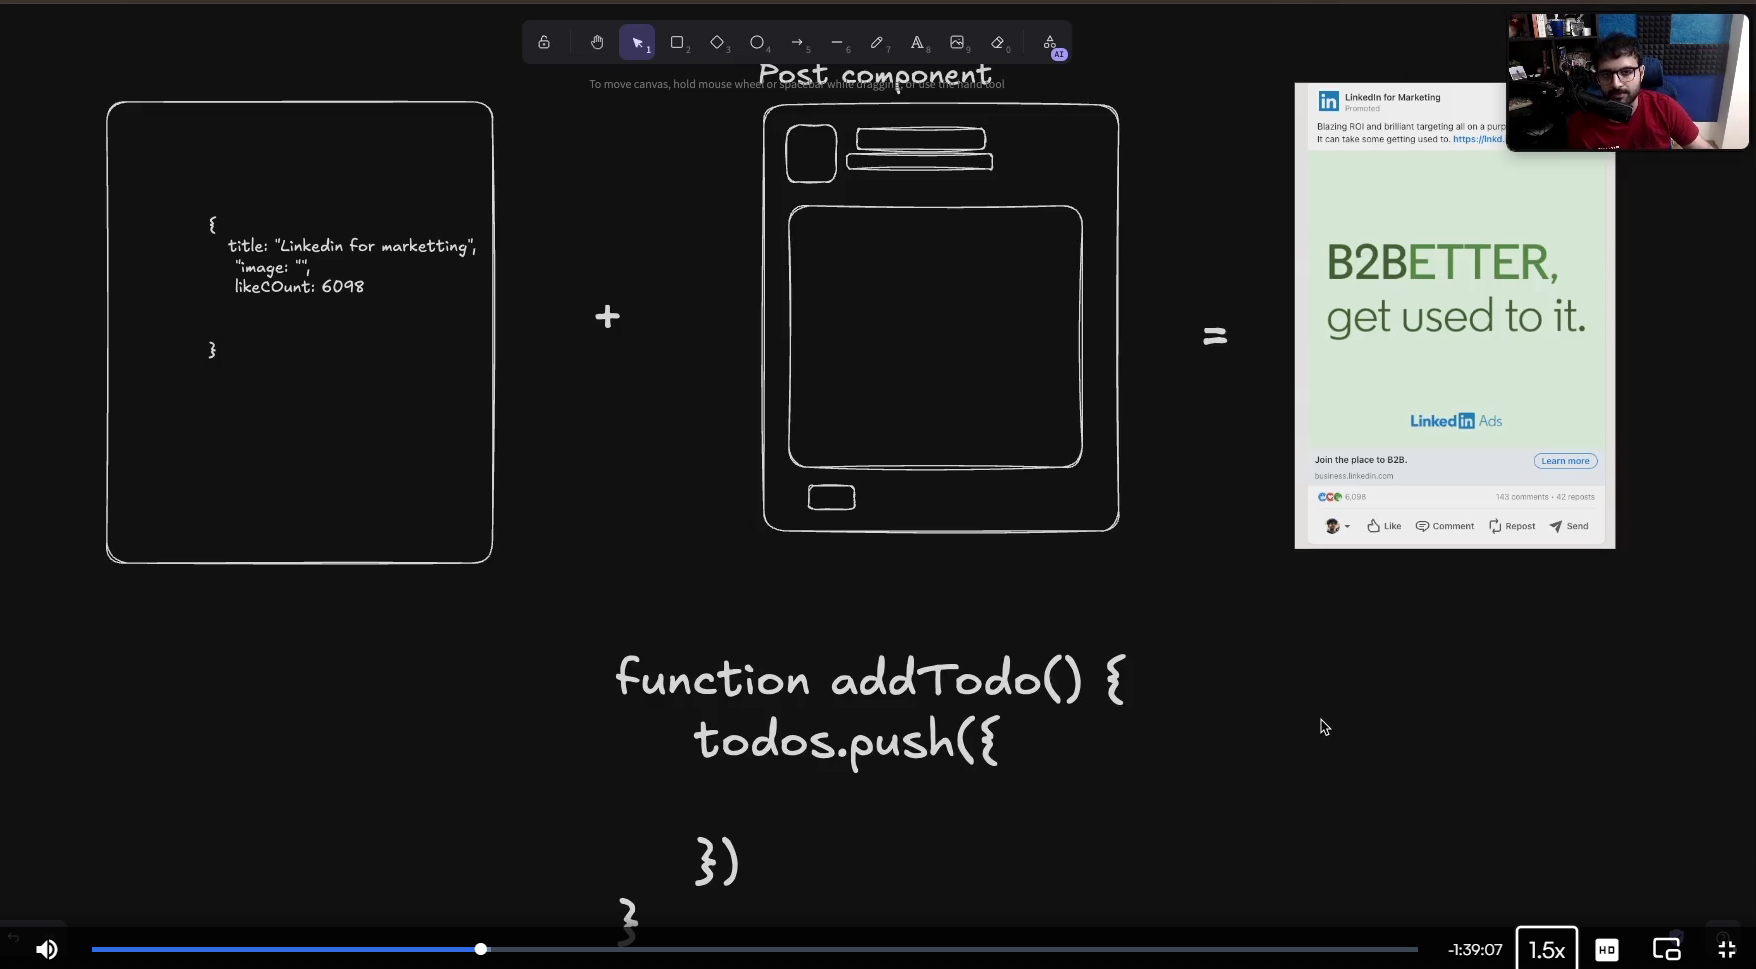 1
2
3
4
5
6
7
8
9
0
AI
Post component
To move canvas, hold mouse wheel or spacebar while dragging, or use the hand tool
{
title: "Linkedin for marketting",
"image: "",
likeCOunt: 6098
}
+
=
in
LinkedIn for Marketing
Promoted
Blazing ROI and brilliant targeting all on a purp
It can take some getting used to. https://lnkd.
B2BETTER,
get used to it.
Linked in Ads
Join the place to B2B.
Learn more
business.linkedin.com
6,098
143 comments • 42 reposts
Like
Comment
Repost
Send
function addTodo() {
todos.push({
})
}
-1:39:07
1.5x
HD